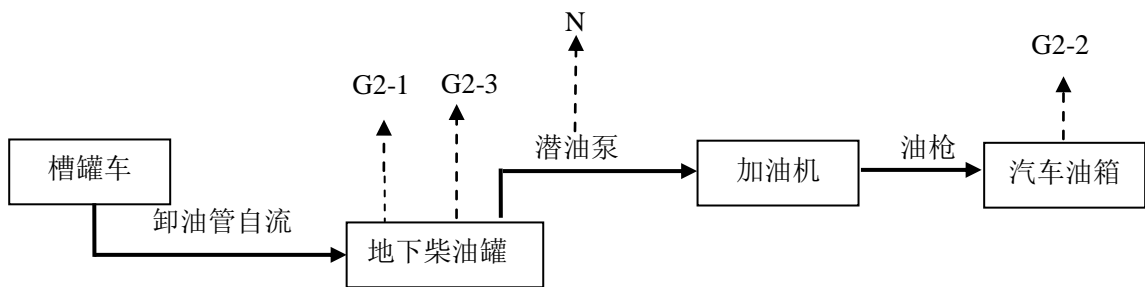 N
G2-2
G2-1
G2-3
槽罐车
潜油泵
加油机
油枪
汽车油箱
卸油管自流
地下柴油罐